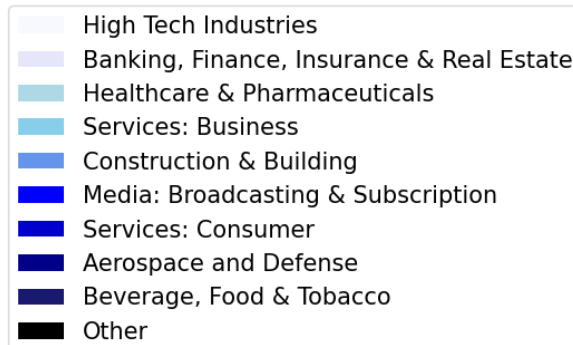 High Tech Industries
Banking, Finance, Insurance & Real Estate
Healthcare & Pharmaceuticals
Services: Business
Construction & Building
Media: Broadcasting & Subscription
Services: Consumer
Aerospace and Defense
Beverage, Food & Tobacco
Other